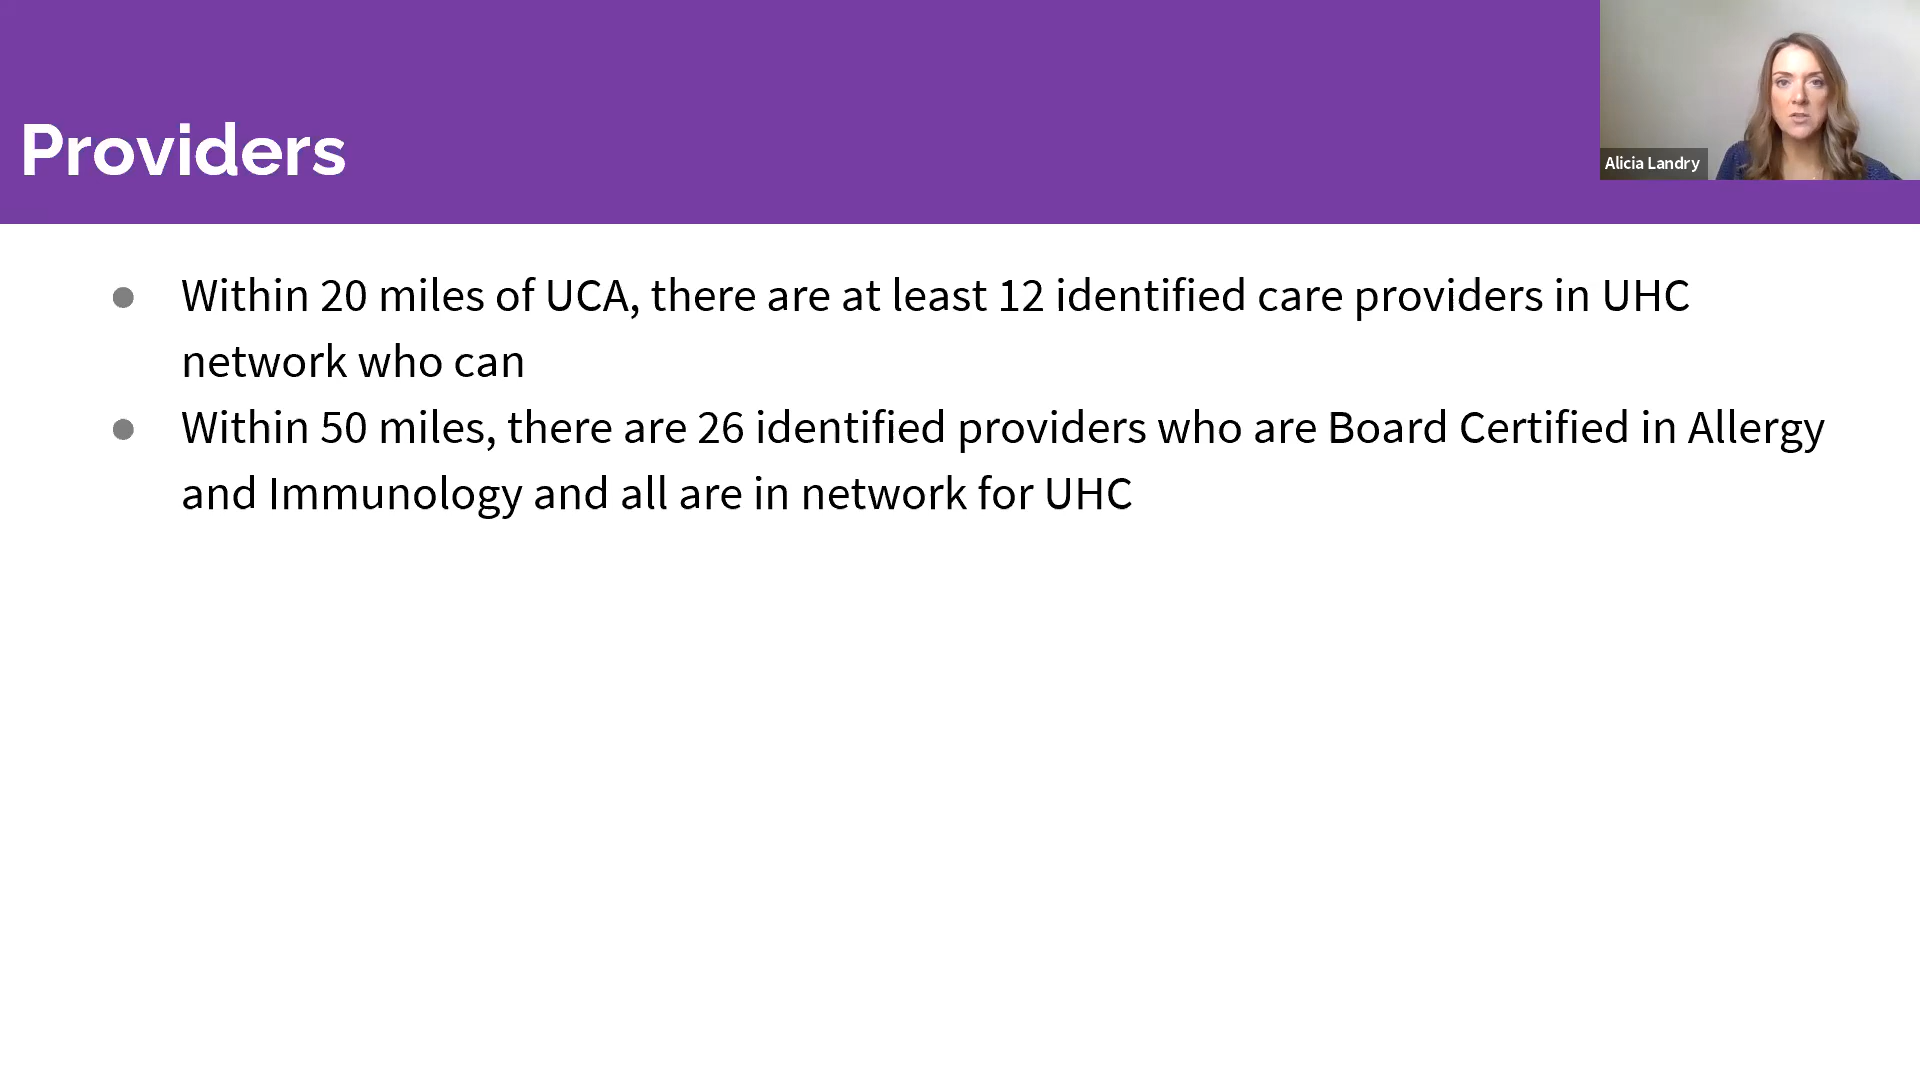 Providers
Alicia Landry
● Within 20 miles of UCA, there are at least 12 identified care providers in UHC
network who can
● Within 50 miles, there are 26 identified providers who are Board Certified in Allergy
and Immunology and all are in network for UHC